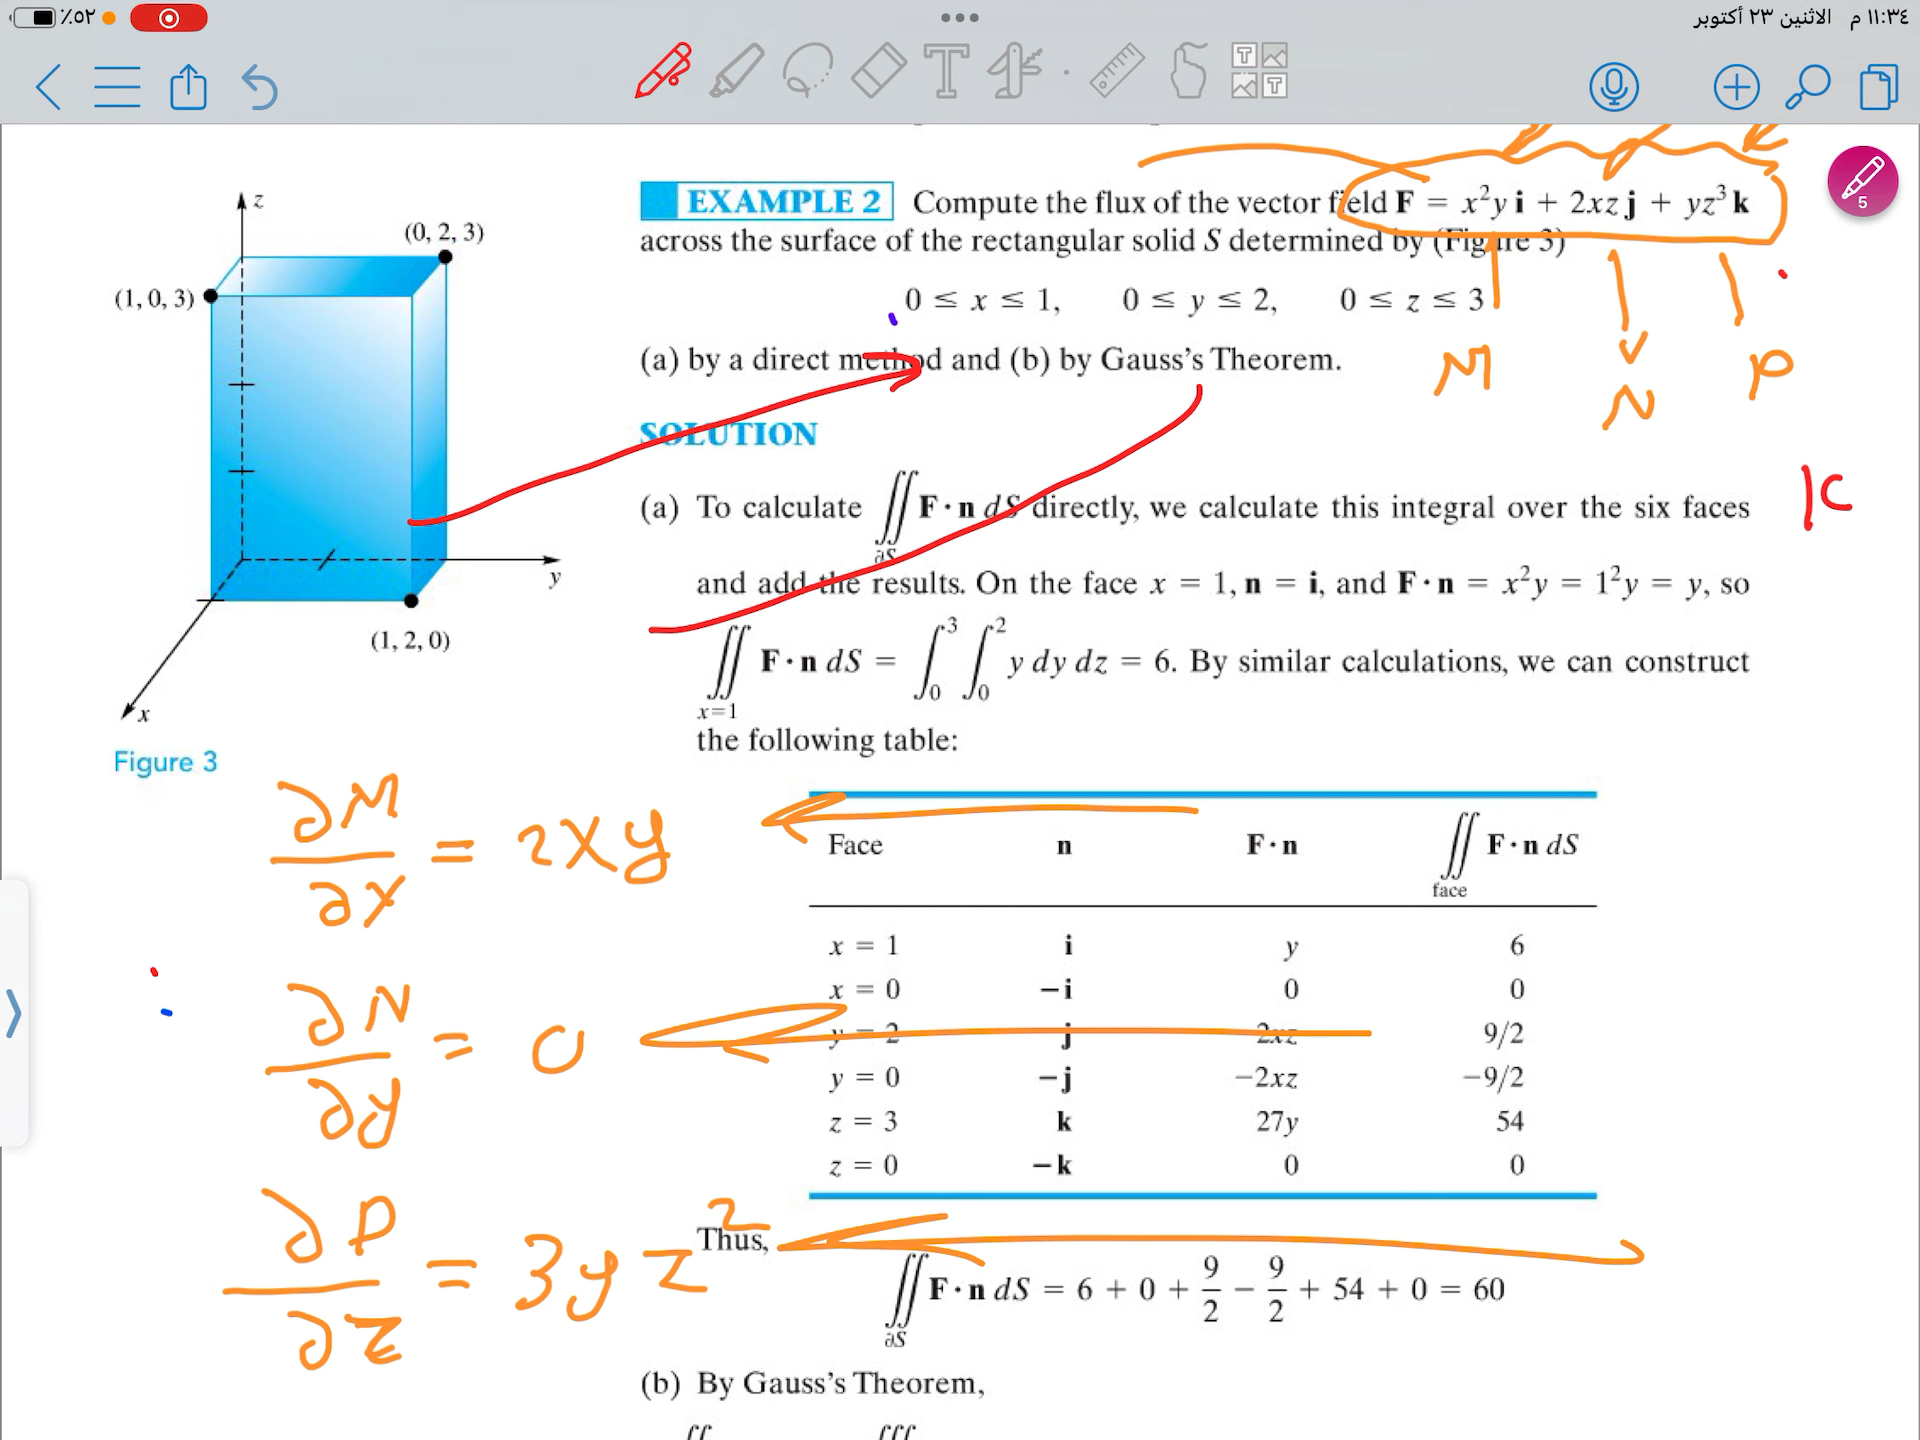 ٪٥٢
١١:٣٤ م الاثنين ٢٣ أكتوبر
5
z
(0, 2, 3)
(1, 0, 3)
y
(1, 2, 0)
x
Figure 3
EXAMPLE 2 Compute the flux of the vector field F = x²y i + 2xz j + yz³ k
across the surface of the rectangular solid S determined by (Figure 3)
0 ≤ x ≤ 1, 0 ≤ y ≤ 2, 0 ≤ z ≤ 3
M N P
(a) by a direct method and (b) by Gauss's Theorem.
SOLUTION
(a) To calculate ∬∂S F · n dS directly, we calculate this integral over the six faces
and add the results. On the face x = 1, n = i, and F · n = x²y = 1²y = y, so
∬x=1 F · n dS = ∫₀³ ∫₀² y dy dz = 6. By similar calculations, we can construct
the following table:
Face n F · n ∬face F · n dS
x = 1 i y 6
x = 0 −i 0 0
y = 2 j 2xz 9/2
y = 0 −j −2xz −9/2
z = 3 k 27y 54
z = 0 −k 0 0
Thus,
∬∂S F · n dS = 6 + 0 + 9/2 − 9/2 + 54 + 0 = 60
(b) By Gauss's Theorem,
∂M/∂x = 2xy
∂N/∂y = 0
∂P/∂z = 3yz²